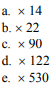 a. × 14
b. × 22
c. × 90
d. × 122
e. × 530